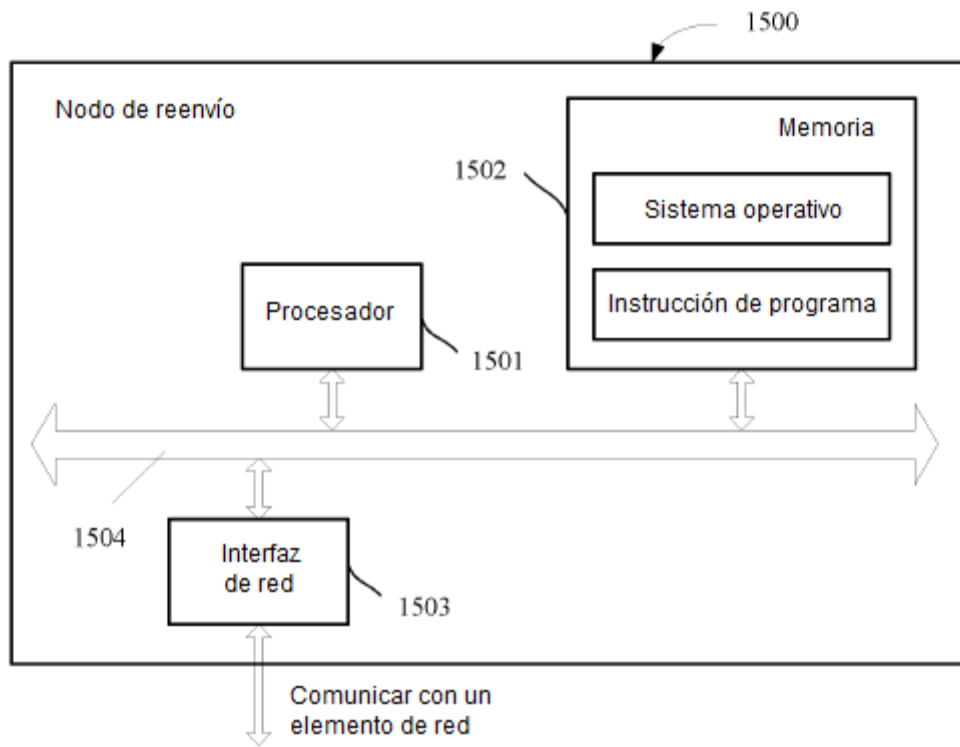 1500
Nodo de reenvío
Memoria
1502
Sistema operativo
Procesador
Instrucción de programa
1501
1504
Interfaz
de red
1503
Comunicar con un
elemento de red